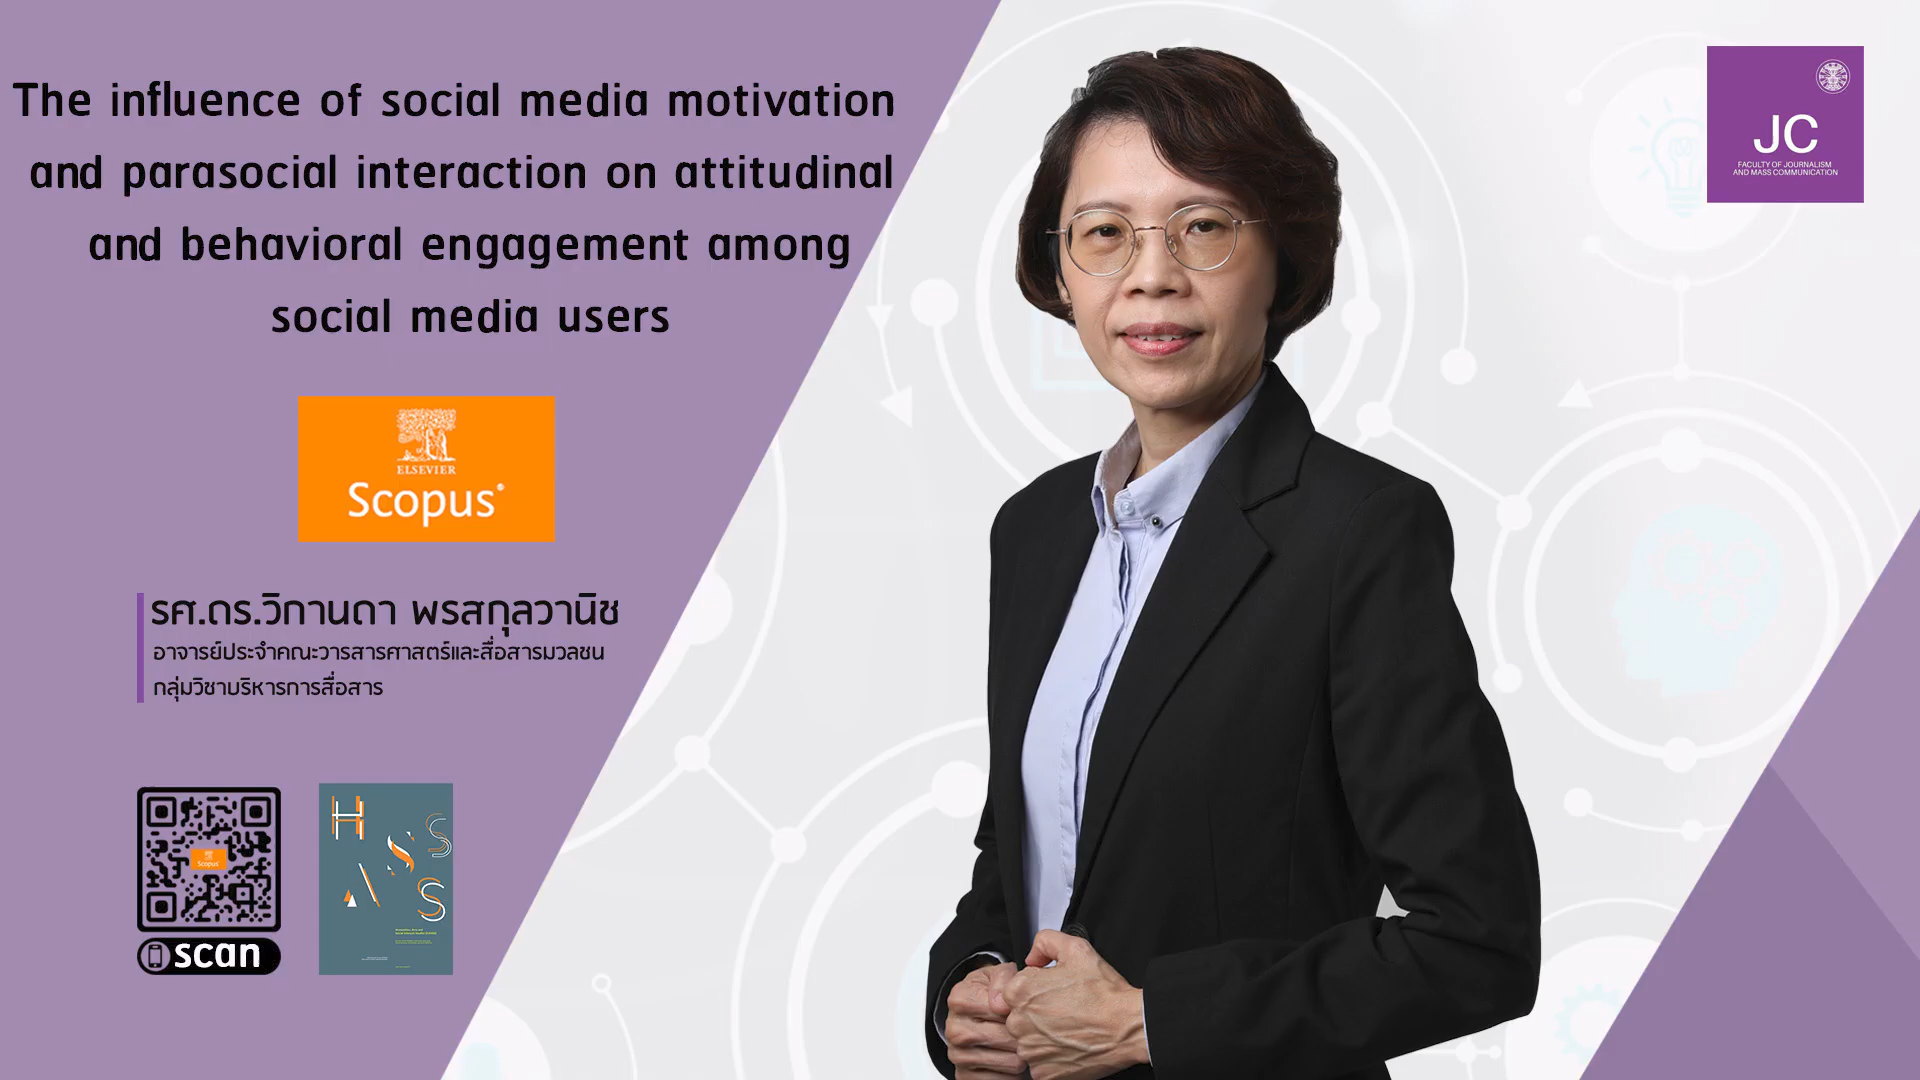 The influence of social media motivation
and parasocial interaction on attitudinal
and behavioral engagement among
social media users
ELSEVIER
Scopus®
รศ.ดร.วิกานดา พรสกุลวานิช
อาจารย์ประจำคณะวารสารศาสตร์และสื่อสารมวลชน
กลุ่มวิชาบริหารการสื่อสาร
Scopus
scan
H
A S S
S
JC
FACULTY OF JOURNALISM
AND MASS COMMUNICATION